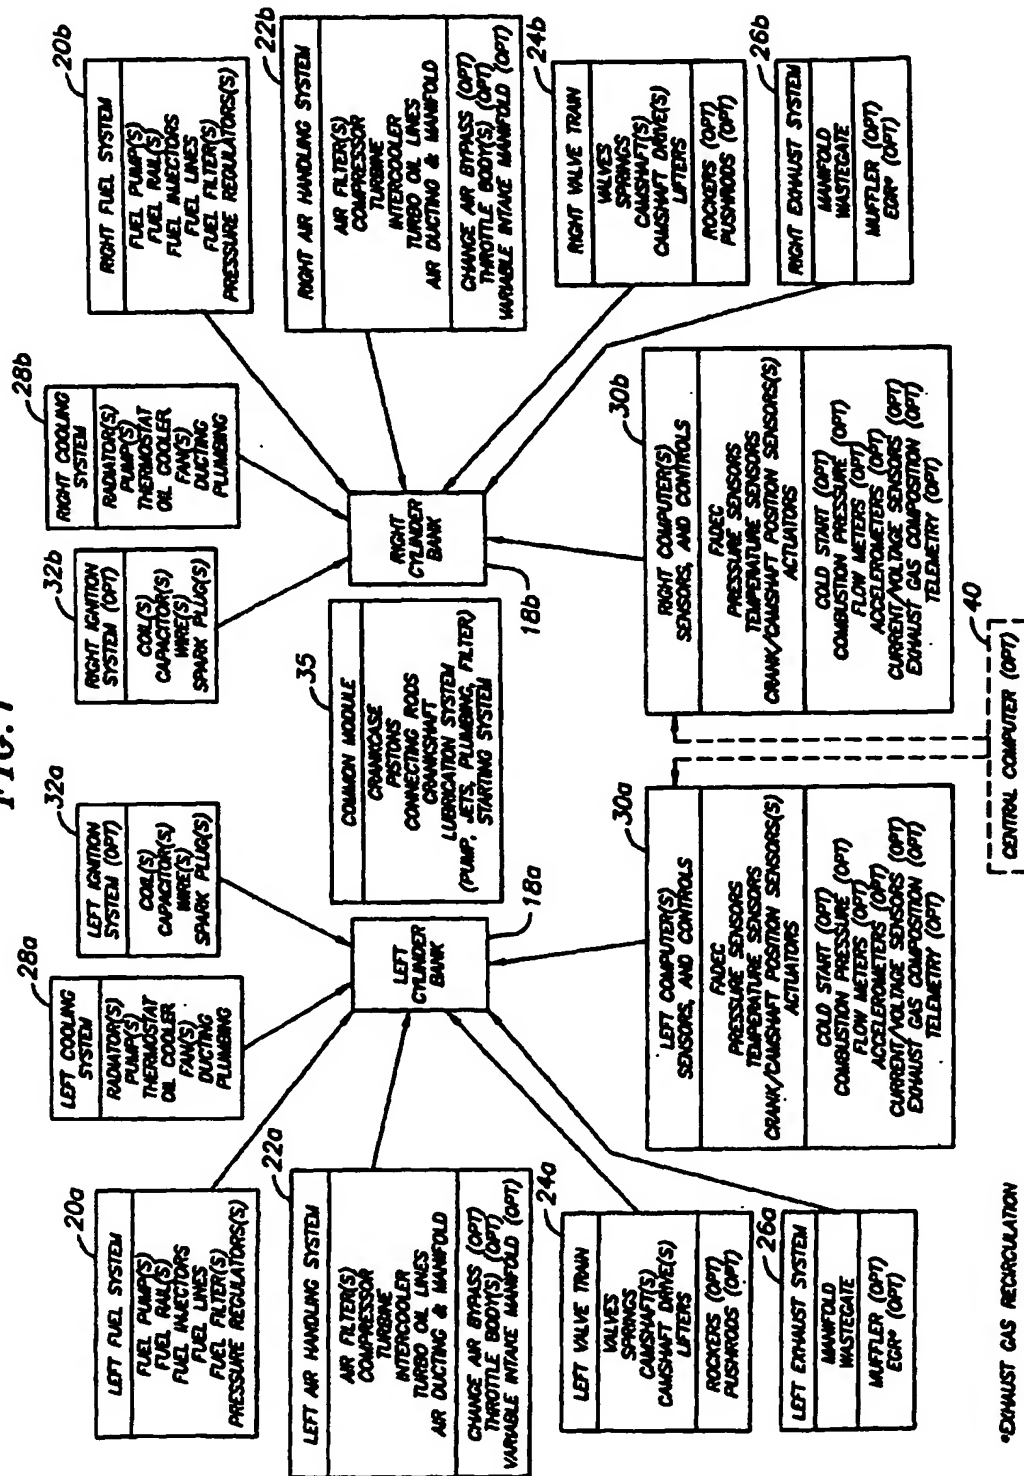 FIG. 1
20a
LEFT FUEL SYSTEM
FUEL PUMP(S)
FUEL RAIL(S)
FUEL INJECTORS
FUEL LINES
FUEL FILTER(S)
PRESSURE REGULATORS(S)
28a
LEFT COOLING
SYSTEM
RADIATOR(S)
PUMP(S)
THERMOSTAT
OIL COOLER
FAN(S)
DUCTING
PLUMBING
32a
LEFT IGNITION
SYSTEM (OPT)
COIL(S)
CAPACITOR(S)
WIRE(S)
SPARK PLUG(S)
32b
RIGHT IGNITION
SYSTEM (OPT)
COIL(S)
CAPACITOR(S)
WIRE(S)
SPARK PLUG(S)
28b
RIGHT COOLING
SYSTEM
RADIATOR(S)
PUMP(S)
THERMOSTAT
OIL COOLER
FAN(S)
DUCTING
PLUMBING
20b
RIGHT FUEL SYSTEM
FUEL PUMP(S)
FUEL RAIL(S)
FUEL INJECTORS
FUEL LINES
FUEL FILTER(S)
PRESSURE REGULATORS(S)
22a
LEFT AIR HANDLING SYSTEM
AIR FILTER(S)
COMPRESSOR
TURBINE
INTERCOOLER
TURBO OIL LINES
AIR DUCTING & MANIFOLD
CHANGE AIR BYPASS (OPT)
THROTTLE BODY(S) (OPT)
VARIABLE INTAKE MANIFOLD (OPT)
LEFT
CYLINDER
BANK
18a
35
COMMON MODULE
CRANKCASE
PISTONS
CONNECTING RODS
CRANKSHAFT
LUBRICATION SYSTEM
(PUMP, JETS, PLUMBING, FILTER)
STARTING SYSTEM
RIGHT
CYLINDER
BANK
18b
22b
RIGHT AIR HANDLING SYSTEM
AIR FILTER(S)
COMPRESSOR
TURBINE
INTERCOOLER
TURBO OIL LINES
AIR DUCTING & MANIFOLD
CHANGE AIR BYPASS (OPT)
THROTTLE BODY(S) (OPT)
VARIABLE INTAKE MANIFOLD (OPT)
24a
LEFT VALVE TRAIN
VALVES
SPRINGS
CAMSHAFT(S)
CAMSHAFT DRIVE(S)
LIFTERS
ROCKERS (OPT)
PUSHRODS (OPT)
24b
RIGHT VALVE TRAIN
VALVES
SPRINGS
CAMSHAFT(S)
CAMSHAFT DRIVE(S)
LIFTERS
ROCKERS (OPT)
PUSHRODS (OPT)
26a
LEFT EXHAUST SYSTEM
MANIFOLD
WASTEGATE
MUFFLER (OPT)
EGR* (OPT)
30a
LEFT COMPUTER(S)
SENSORS, AND CONTROLS
FADEC
PRESSURE SENSORS
TEMPERATURE SENSORS
CRANK/CAMSHAFT POSITION SENSORS(S)
ACTUATORS
COLD START (OPT)
COMBUSTION PRESSURE (OPT)
FLOW METERS (OPT)
ACCELEROMETERS (OPT)
CURRENT/VOLTAGE SENSORS (OPT)
EXHAUST GAS COMPOSITION (OPT)
TELEMETRY (OPT)
30b
RIGHT COMPUTER(S)
SENSORS, AND CONTROLS
FADEC
PRESSURE SENSORS
TEMPERATURE SENSORS
CRANK/CAMSHAFT POSITION SENSORS(S)
ACTUATORS
COLD START (OPT)
COMBUSTION PRESSURE (OPT)
FLOW METERS (OPT)
ACCELEROMETERS (OPT)
CURRENT/VOLTAGE SENSORS (OPT)
EXHAUST GAS COMPOSITION (OPT)
TELEMETRY (OPT)
26b
RIGHT EXHAUST SYSTEM
MANIFOLD
WASTEGATE
MUFFLER (OPT)
EGR* (OPT)
40
CENTRAL COMPUTER (OPT)
*EXHAUST GAS RECIRCULATION